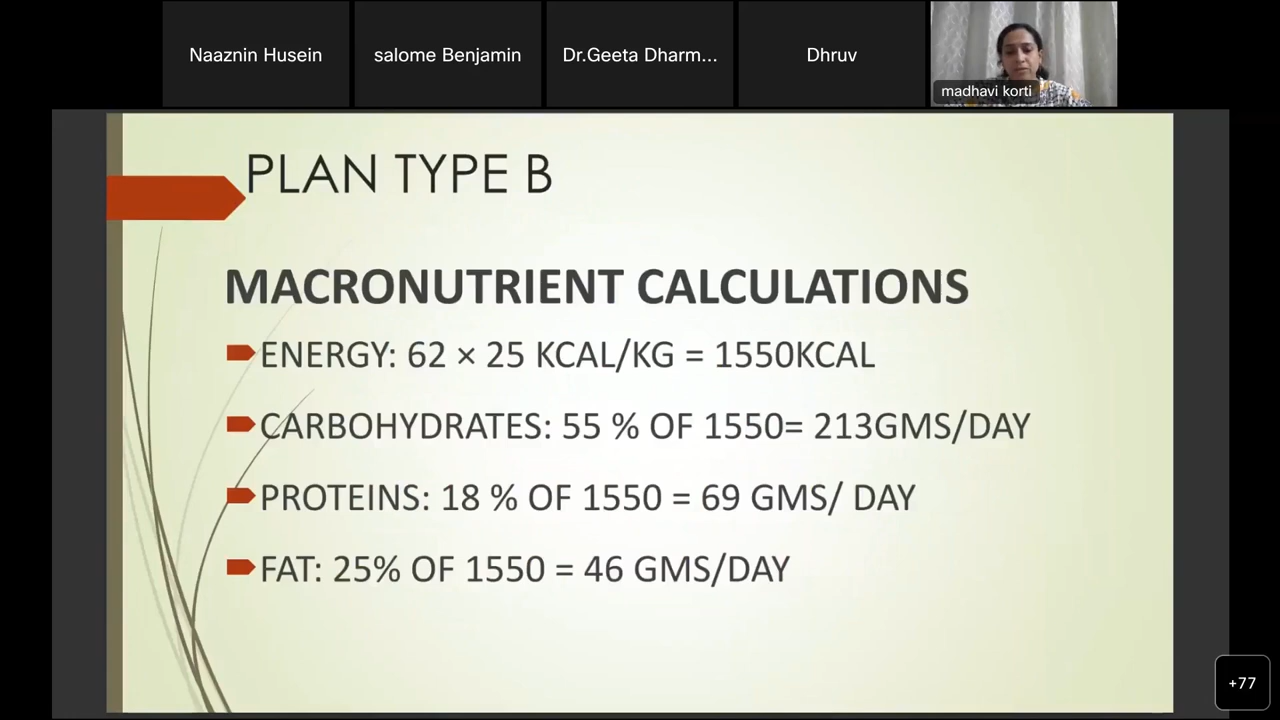 Naaznin Husein
salome Benjamin
Dr.Geeta Dharm...
Dhruv
madhavi korti
PLAN TYPE B
MACRONUTRIENT CALCULATIONS
ENERGY: 62 × 25 KCAL/KG = 1550KCAL
CARBOHYDRATES: 55 % OF 1550= 213GMS/DAY
PROTEINS: 18 % OF 1550 = 69 GMS/ DAY
FAT: 25% OF 1550 = 46 GMS/DAY
+77